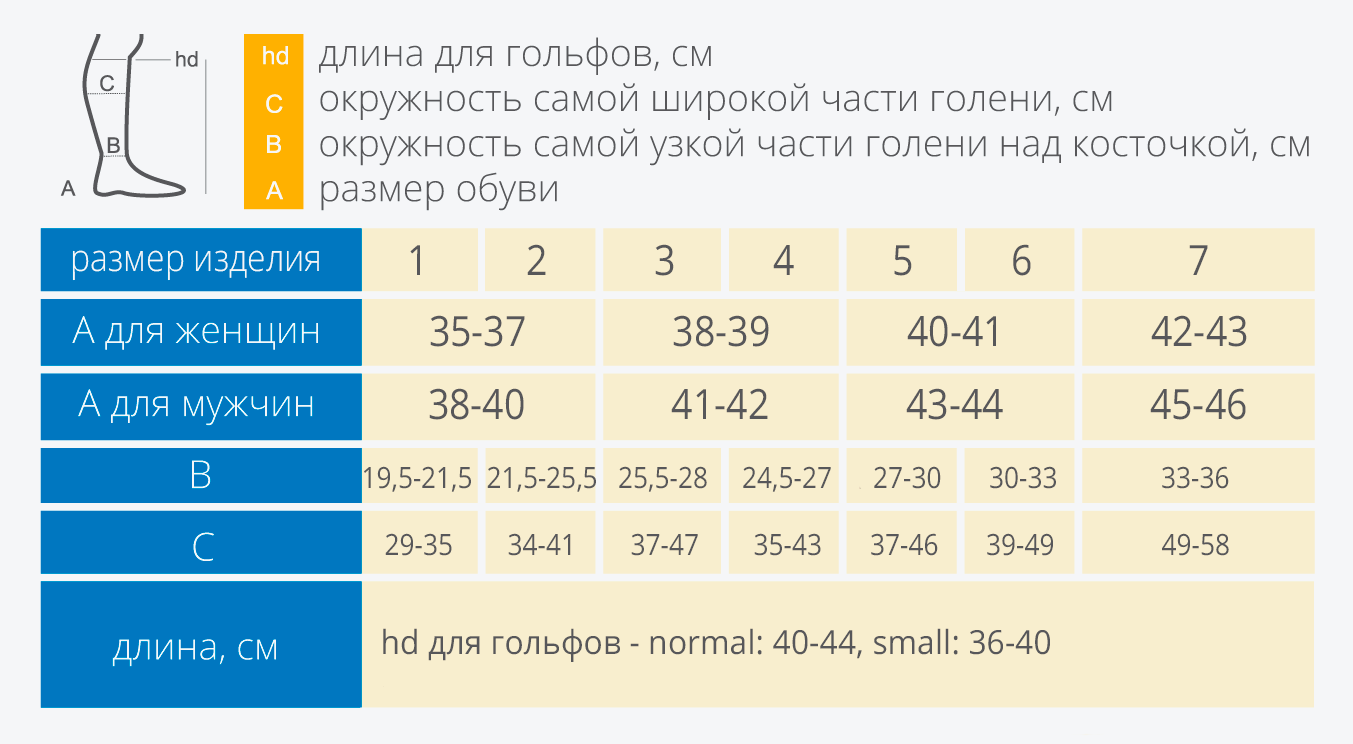 hd
C
B
A
hd длина для гольфов, см
C окружность самой широкой части голени, см
B окружность самой узкой части голени над косточкой, см
A размер обуви
размер изделия 1 2 3 4 5 6 7
А для женщин 35-37 38-39 40-41 42-43
А для мужчин 38-40 41-42 43-44 45-46
В 19,5-21,5 21,5-25,5 25,5-28 24,5-27 27-30 30-33 33-36
С 29-35 34-41 37-47 35-43 37-46 39-49 49-58
длина, см hd для гольфов - normal: 40-44, small: 36-40